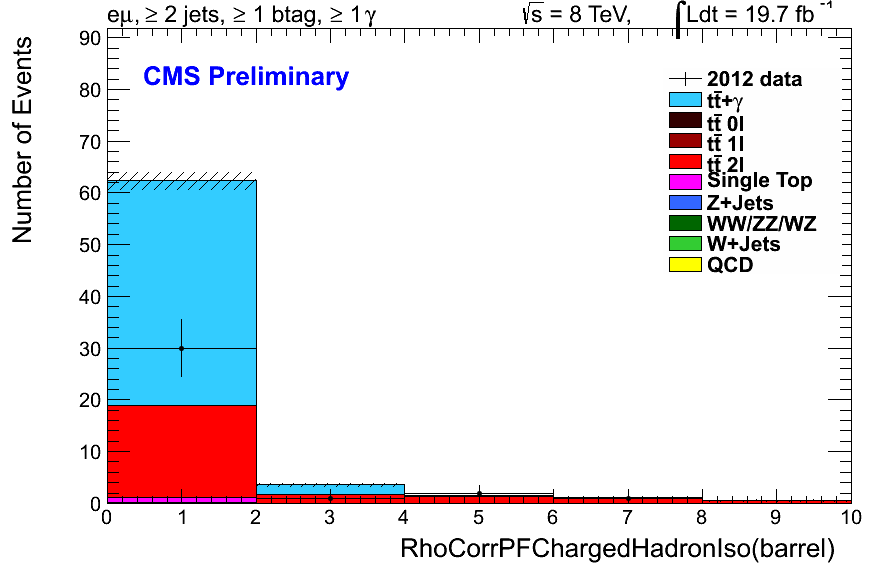 eμ, ≥ 2 jets, ≥ 1 btag, ≥ 1 γ √s = 8 TeV, ∫Ldt = 19.7 fb⁻¹
CMS Preliminary
Number of Events
2012 data
tt̄+γ
tt̄ 0l
tt̄ 1l
tt̄ 2l
Single Top
Z+Jets
WW/ZZ/WZ
W+Jets
QCD
90
80
70
60
50
40
30
20
10
0
0 1 2 3 4 5 6 7 8 9 10
RhoCorrPFChargedHadronIso(barrel)